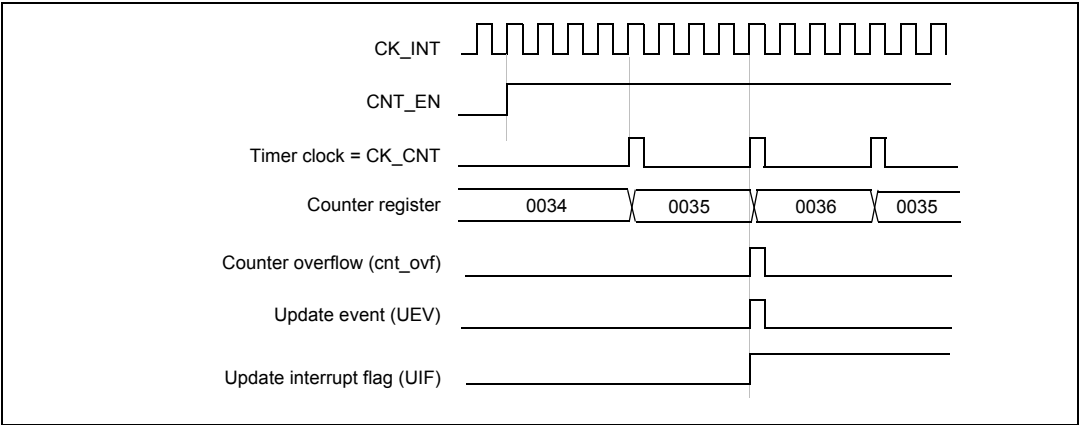 CK_INT
CNT_EN
Timer clock = CK_CNT
Counter register 0034 0035 0036 0035
Counter overflow (cnt_ovf)
Update event (UEV)
Update interrupt flag (UIF)